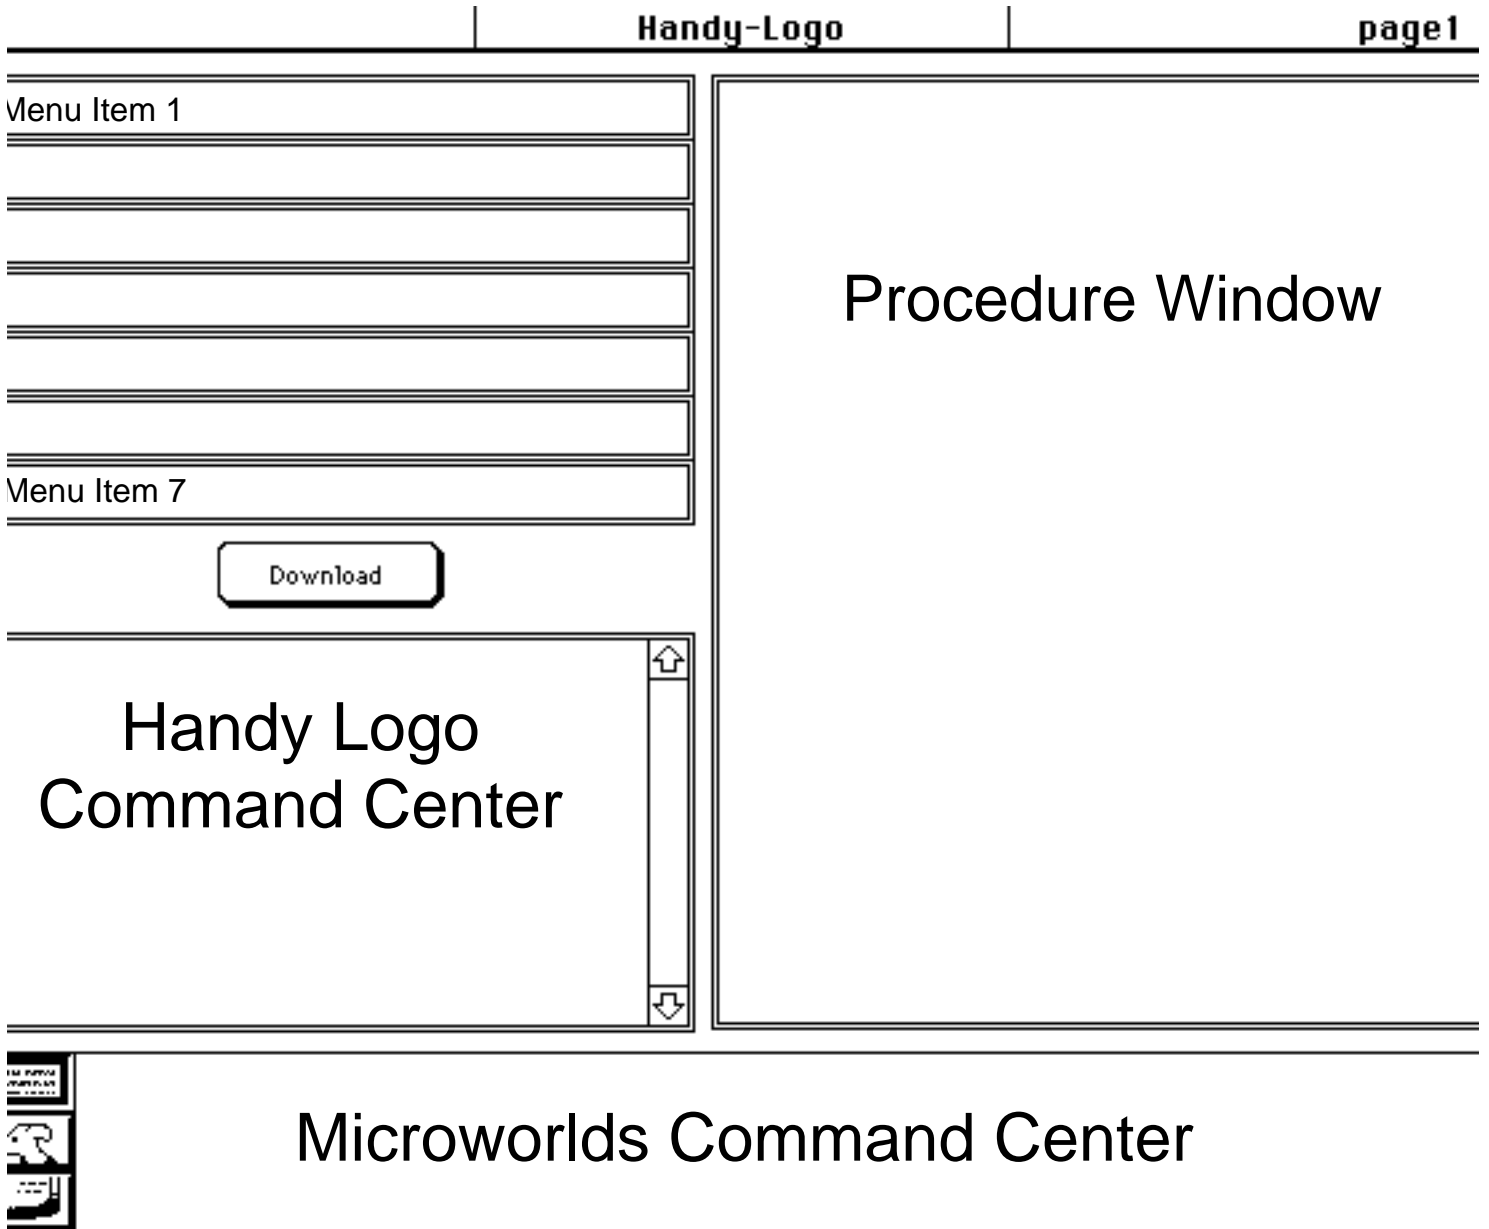 Handy-Logo
page1
Menu Item 1
Procedure Window
Menu Item 7
Download
Handy Logo
Command Center
Microworlds Command Center